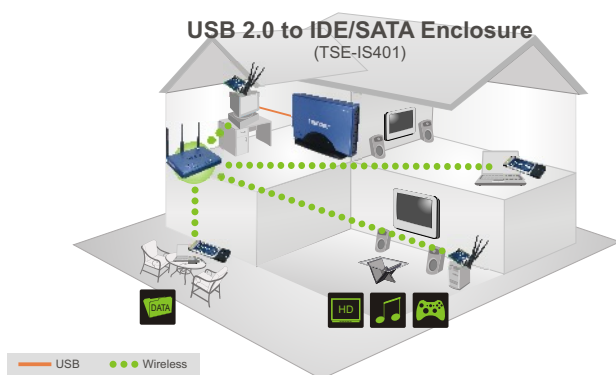 USB 2.0 to IDE/SATA Enclosure
(TSE-IS401)
HD
DATA
USB
Wireless